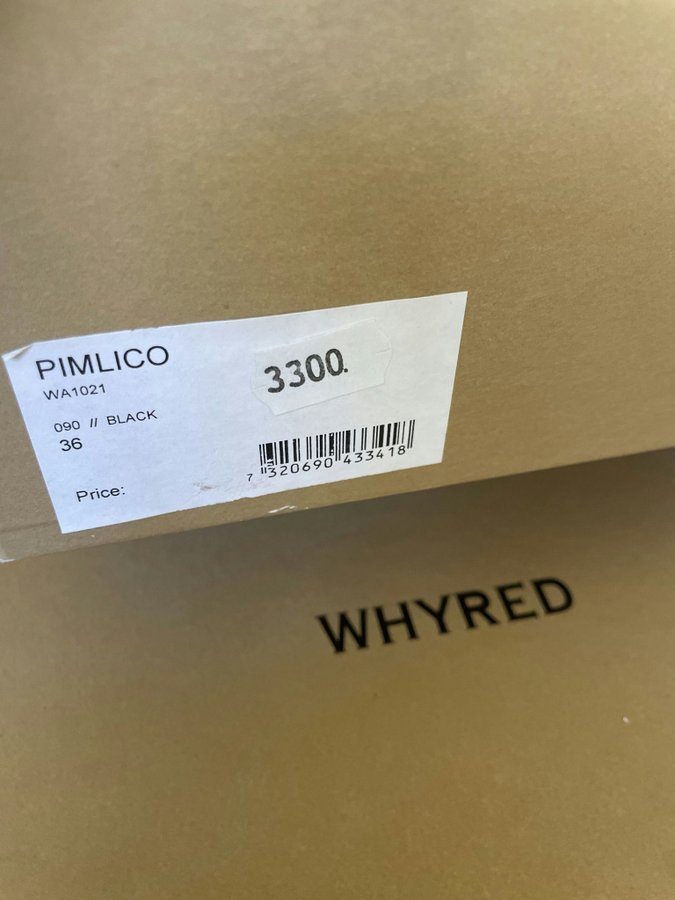 PIMLICO
WA1021
3300.
090 // BLACK
36
Price:
7 320690 433418
WHYRED